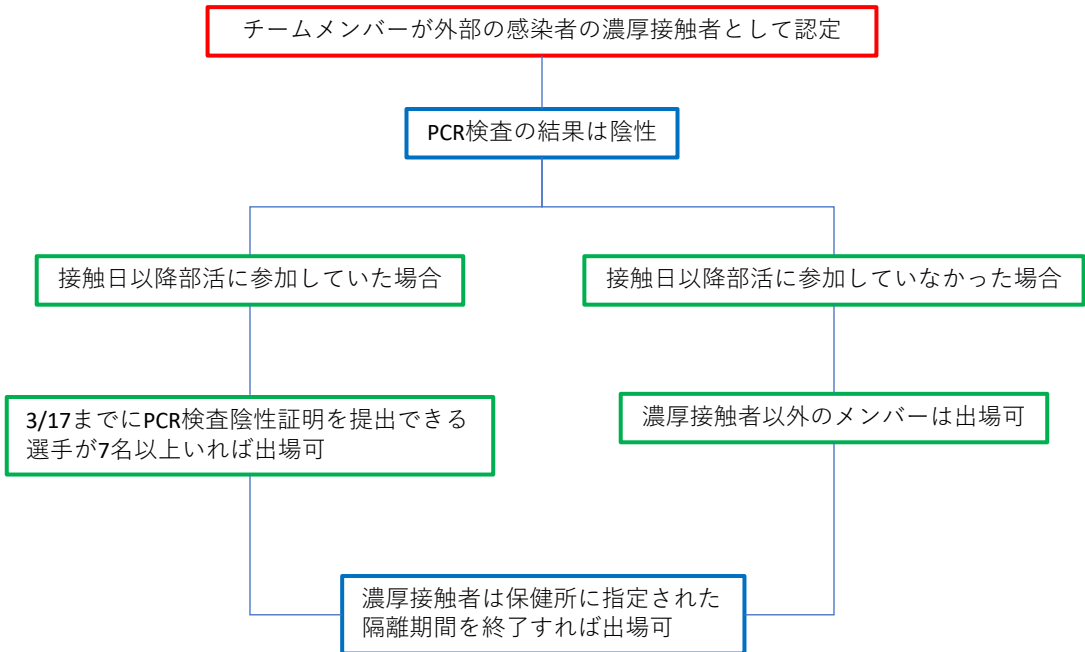 チームメンバーが外部の感染者の濃厚接触者として認定
PCR検査の結果は陰性
接触日以降部活に参加していた場合
接触日以降部活に参加していなかった場合
3/17までにPCR検査陰性証明を提出できる
選手が7名以上いれば出場可
濃厚接触者以外のメンバーは出場可
濃厚接触者は保健所に指定された
隔離期間を終了すれば出場可